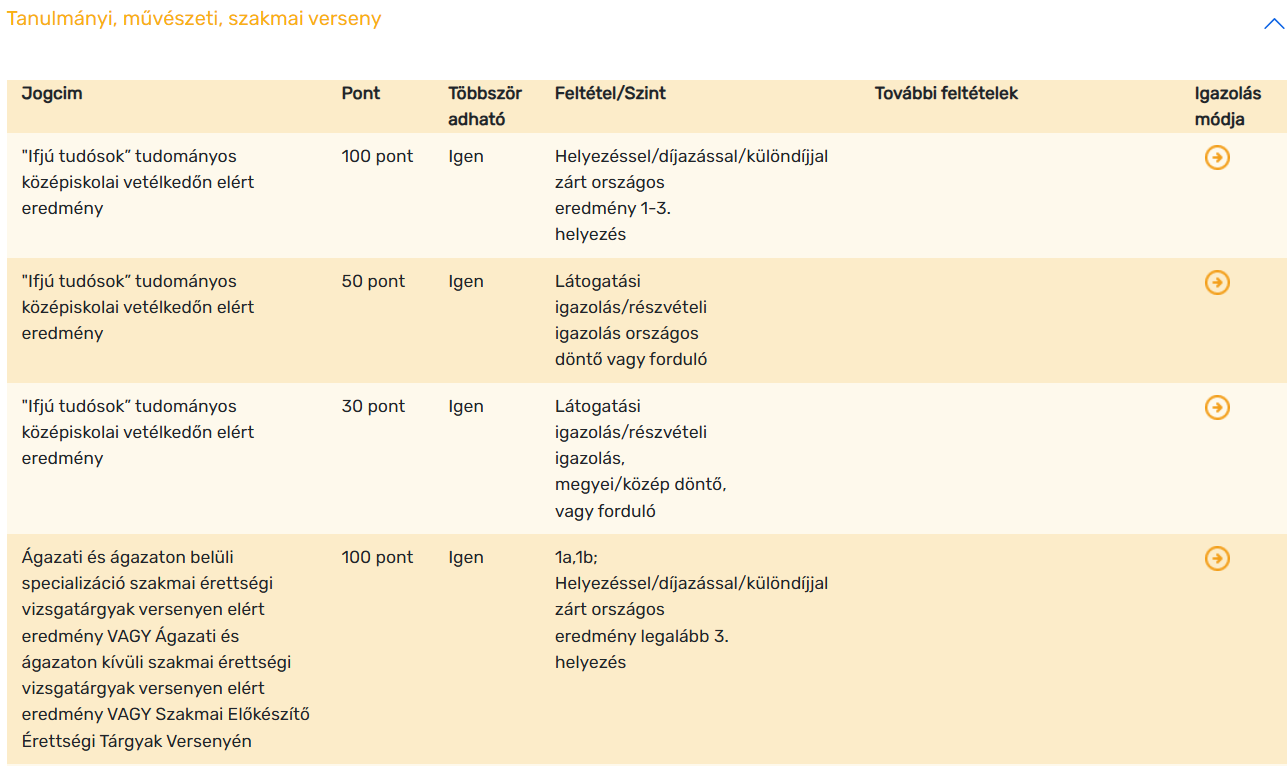 Tanulmányi, művészeti, szakmai verseny
Jogcim Pont Többször adható Feltétel/Szint További feltételek Igazolás módja
"Ifjú tudósok” tudományos
középiskolai vetélkedőn elért
eredmény
100 pont
Igen
Helyezéssel/díjazással/különdíjjal
zárt országos
eredmény 1-3.
helyezés
"Ifjú tudósok” tudományos
középiskolai vetélkedőn elért
eredmény
50 pont
Igen
Látogatási
igazolás/részvételi
igazolás országos
döntő vagy forduló
"Ifjú tudósok” tudományos
középiskolai vetélkedőn elért
eredmény
30 pont
Igen
Látogatási
igazolás/részvételi
igazolás,
megyei/közép döntő,
vagy forduló
Ágazati és ágazaton belüli
specializáció szakmai érettségi
vizsgatárgyak versenyen elért
eredmény VAGY Ágazati és
ágazaton kívüli szakmai érettségi
vizsgatárgyak versenyen elért
eredmény VAGY Szakmai Előkészítő
Érettségi Tárgyak Versenyén
100 pont
Igen
1a,1b;
Helyezéssel/díjazással/különdíjjal
zárt országos
eredmény legalább 3.
helyezés